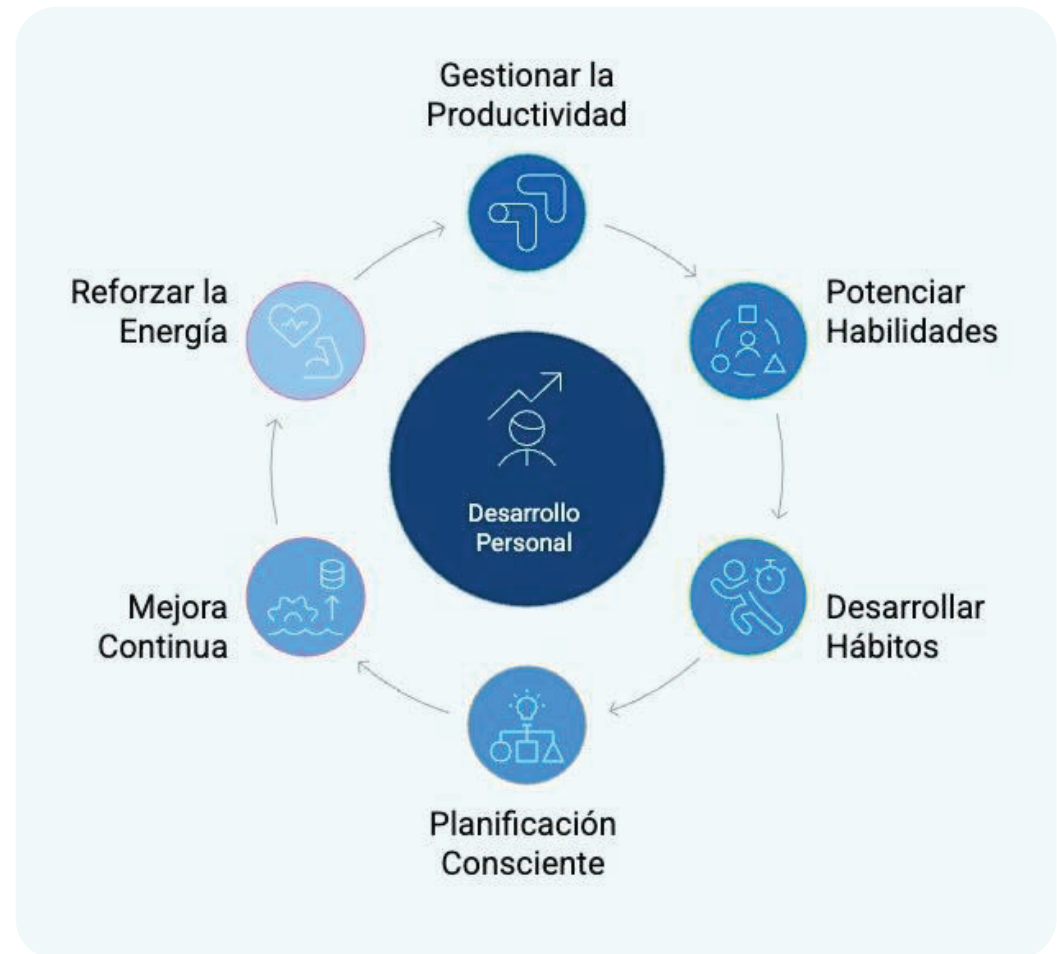 Gestionar la
Productividad
Potenciar
Habilidades
Desarrollar
Hábitos
Planificación
Consciente
Mejora
Continua
Reforzar la
Energía
Desarrollo
Personal